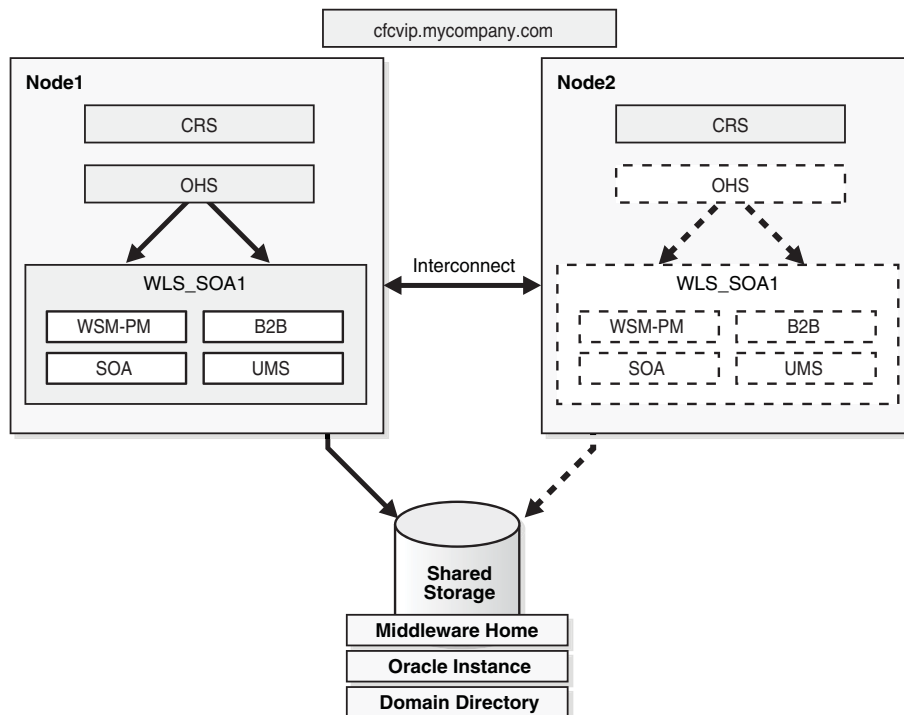 cfcvip.mycompany.com
Node1
CRS
OHS
WLS_SOA1
WSM-PM
B2B
SOA
UMS
Interconnect
Node2
CRS
OHS
WLS_SOA1
WSM-PM
B2B
SOA
UMS
Shared
Storage
Middleware Home
Oracle Instance
Domain Directory